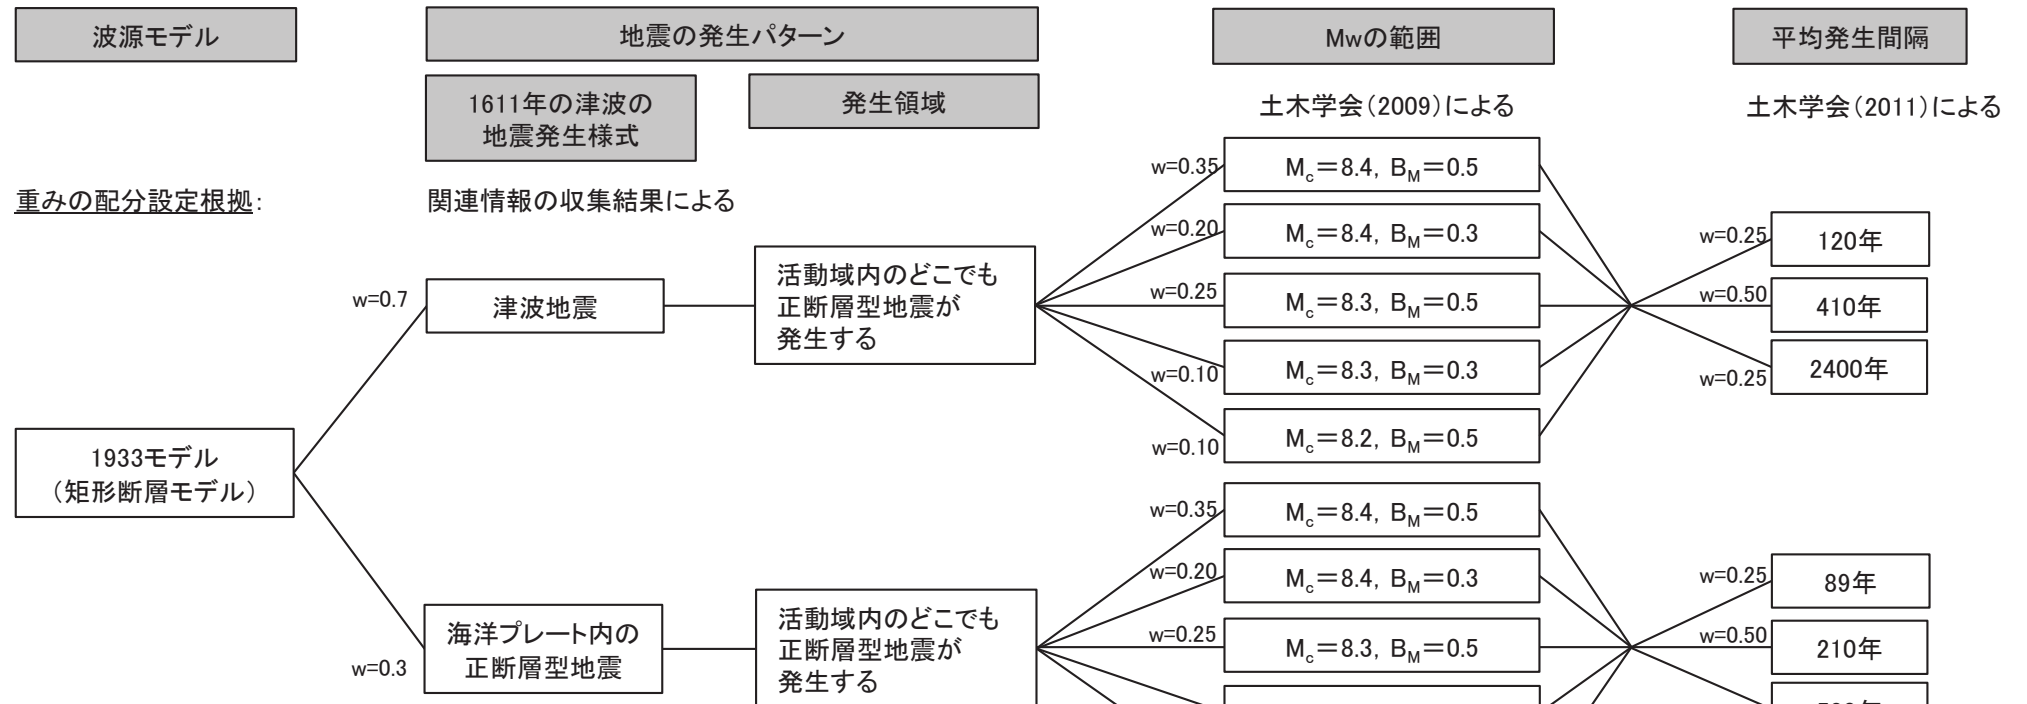 波源モデル
地震の発生パターン
Mwの範囲
平均発生間隔
1611年の津波の
地震発生様式
発生領域
土木学会(2009)による
土木学会(2011)による
重みの配分設定根拠:
関連情報の収集結果による
w=0.35
Mc＝8.4, BM＝0.5
w=0.20
Mc＝8.4, BM＝0.3
w=0.25
Mc＝8.3, BM＝0.5
w=0.10
Mc＝8.3, BM＝0.3
w=0.10
Mc＝8.2, BM＝0.5
w=0.25
120年
w=0.50
410年
w=0.25
2400年
w=0.7
津波地震
活動域内のどこでも
正断層型地震が
発生する
1933モデル
(矩形断層モデル)
w=0.3
海洋プレート内の
正断層型地震
活動域内のどこでも
正断層型地震が
発生する
w=0.35
Mc＝8.4, BM＝0.5
w=0.20
Mc＝8.4, BM＝0.3
w=0.25
Mc＝8.3, BM＝0.5
w=0.25
89年
w=0.50
210年